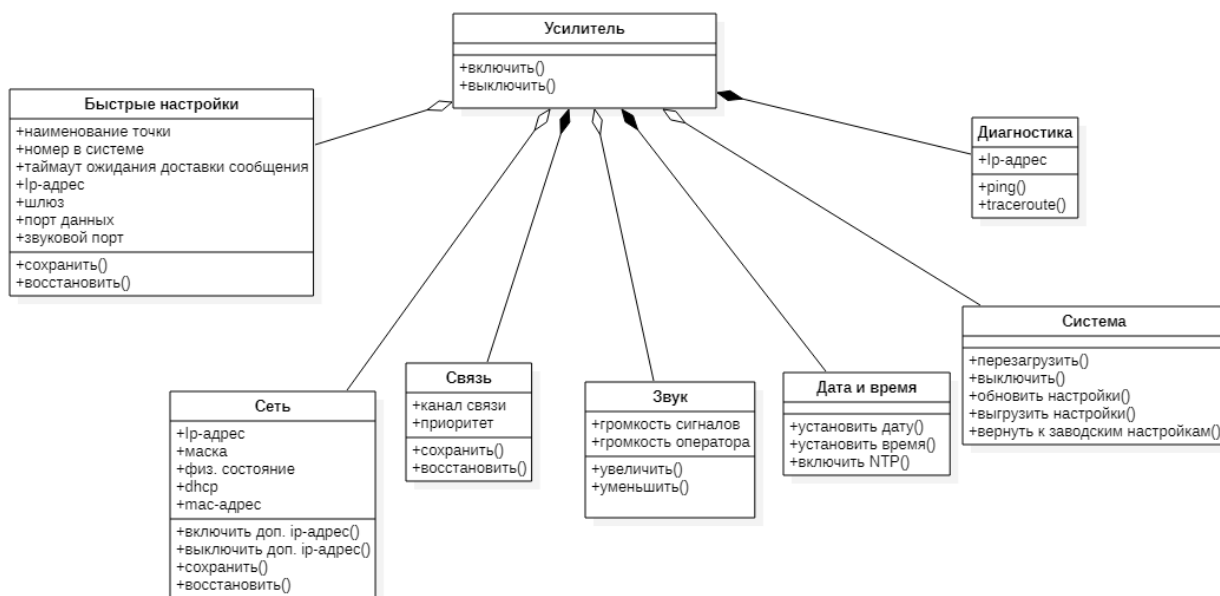 Усилитель
+включить()
+выключить()
Быстрые настройки
+наименование точки
+номер в системе
+таймаут ожидания доставки сообщения
+Ip-адрес
+шлюз
+порт данных
+звуковой порт
+сохранить()
+восстановить()
Диагностика
+Ip-адрес
+ping()
+traceroute()
Сеть
+Ip-адрес
+маска
+физ. состояние
+dhcp
+mac-адрес
+включить доп. ip-адрес()
+выключить доп. ip-адрес()
+сохранить()
+восстановить()
Связь
+канал связи
+приоритет
+сохранить()
+восстановить()
Звук
+громкость сигналов
+громкость оператора
+увеличить()
+уменьшить()
Дата и время
+установить дату()
+установить время()
+включить NTP()
Система
+перезагрузить()
+выключить()
+обновить настройки()
+выгрузить настройки()
+вернуть к заводским настройкам()